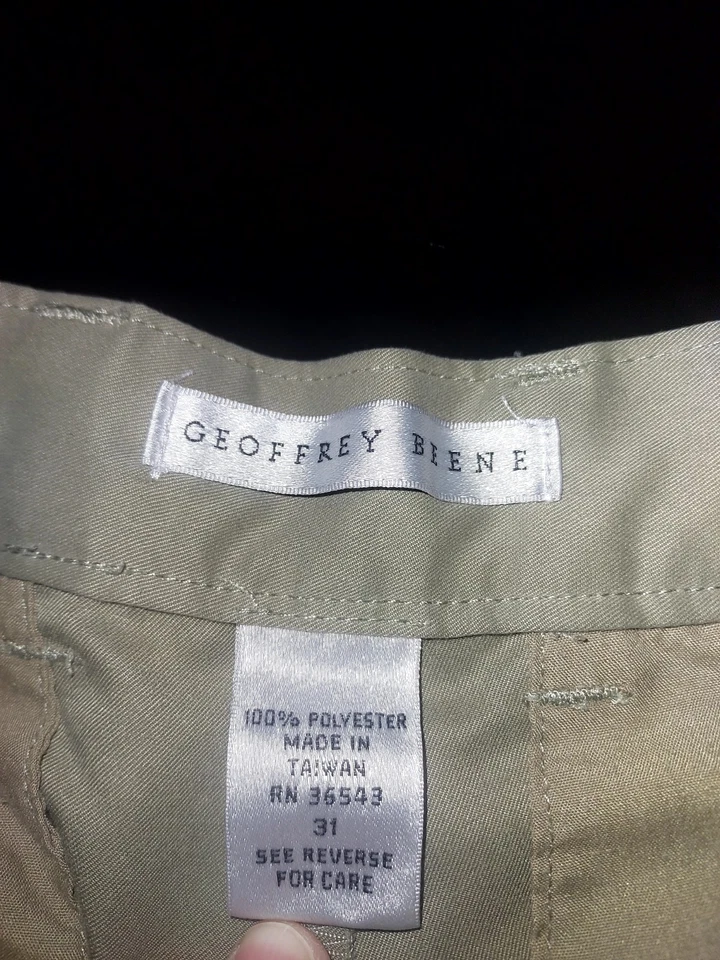 GEOFFREY BEENE
100% POLYESTER
MADE IN
TAIWAN
RN 36543
31
SEE REVERSE
FOR CARE